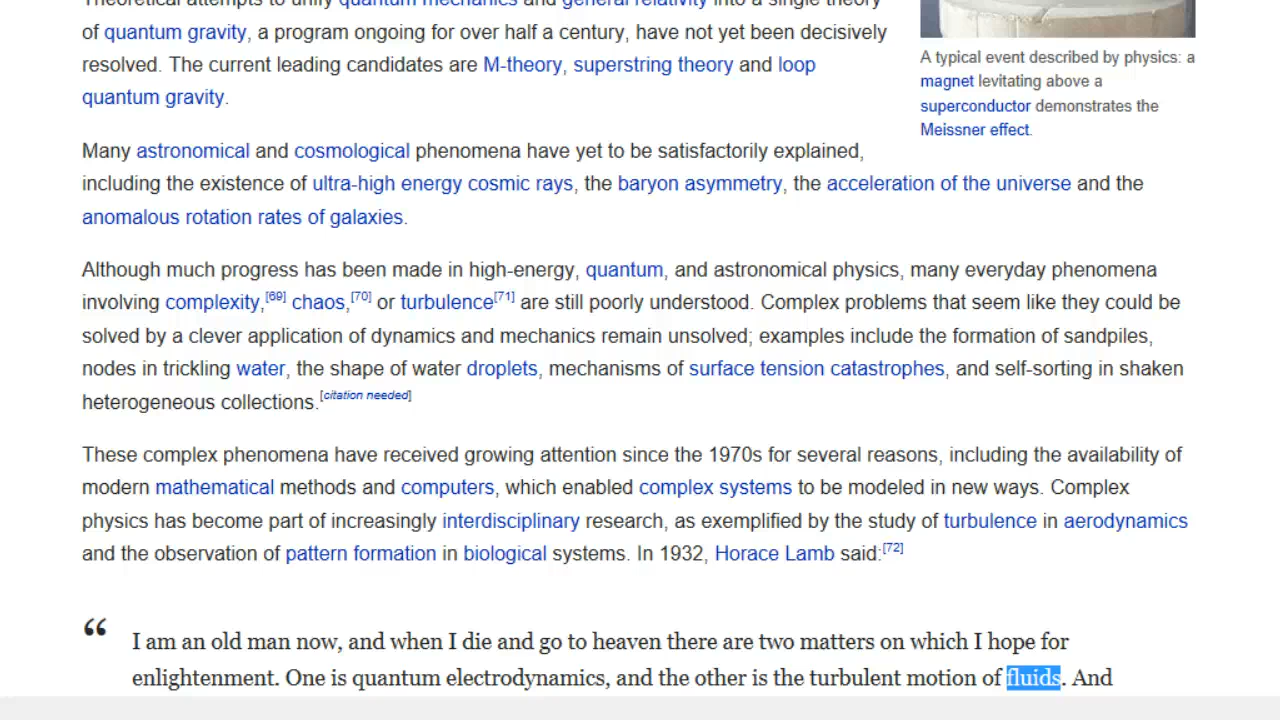 Theoretical attempts to unify quantum mechanics and general relativity into a single theory
of quantum gravity, a program ongoing for over half a century, have not yet been decisively
resolved. The current leading candidates are M-theory, superstring theory and loop
quantum gravity.
A typical event described by physics: a
magnet levitating above a
superconductor demonstrates the
Meissner effect.
Many astronomical and cosmological phenomena have yet to be satisfactorily explained,
including the existence of ultra-high energy cosmic rays, the baryon asymmetry, the acceleration of the universe and the
anomalous rotation rates of galaxies.
Although much progress has been made in high-energy, quantum, and astronomical physics, many everyday phenomena
involving complexity,[69] chaos,[70] or turbulence[71] are still poorly understood. Complex problems that seem like they could be
solved by a clever application of dynamics and mechanics remain unsolved; examples include the formation of sandpiles,
nodes in trickling water, the shape of water droplets, mechanisms of surface tension catastrophes, and self-sorting in shaken
heterogeneous collections.[citation needed]
These complex phenomena have received growing attention since the 1970s for several reasons, including the availability of
modern mathematical methods and computers, which enabled complex systems to be modeled in new ways. Complex
physics has become part of increasingly interdisciplinary research, as exemplified by the study of turbulence in aerodynamics
and the observation of pattern formation in biological systems. In 1932, Horace Lamb said:[72]
“ I am an old man now, and when I die and go to heaven there are two matters on which I hope for
enlightenment. One is quantum electrodynamics, and the other is the turbulent motion of fluids. And